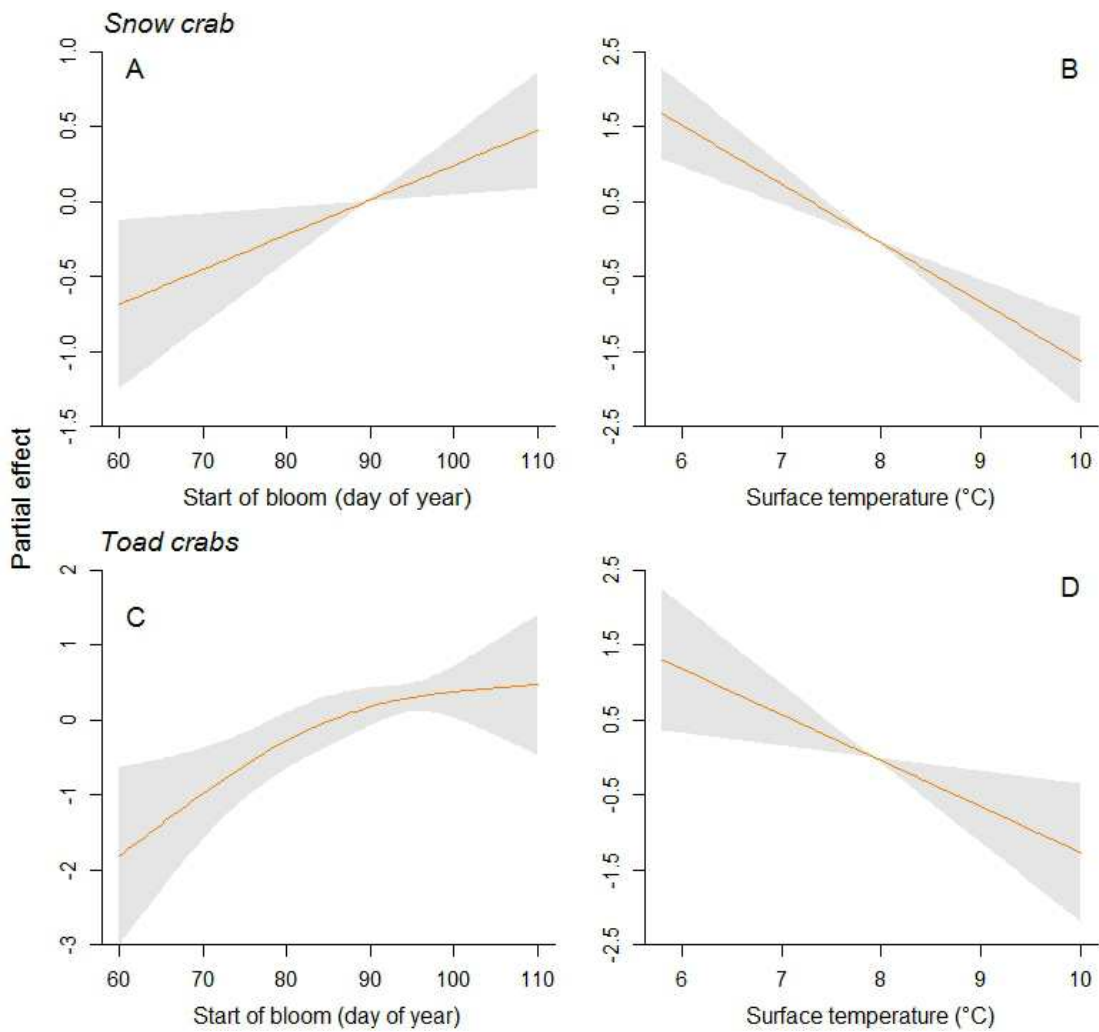 Snow crab
A
1.0
0.5
0.0
-0.5
-1.0
-1.5
60 70 80 90 100 110
Start of bloom (day of year)
B
2.5
1.5
0.5
-0.5
-1.5
-2.5
6 7 8 9 10
Surface temperature (°C)
Partial effect
Toad crabs
C
2
1
0
-1
-2
-3
60 70 80 90 100 110
Start of bloom (day of year)
D
2.5
1.5
0.5
-0.5
-1.5
-2.5
6 7 8 9 10
Surface temperature (°C)